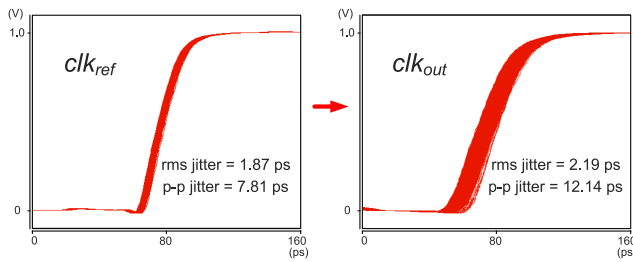 (V)
1.0
clkref
rms jitter = 1.87 ps
p-p jitter = 7.81 ps
0
0 80 160
(ps)
(V)
1.0
clkout
rms jitter = 2.19 ps
p-p jitter = 12.14 ps
0
0 80 160
(ps)